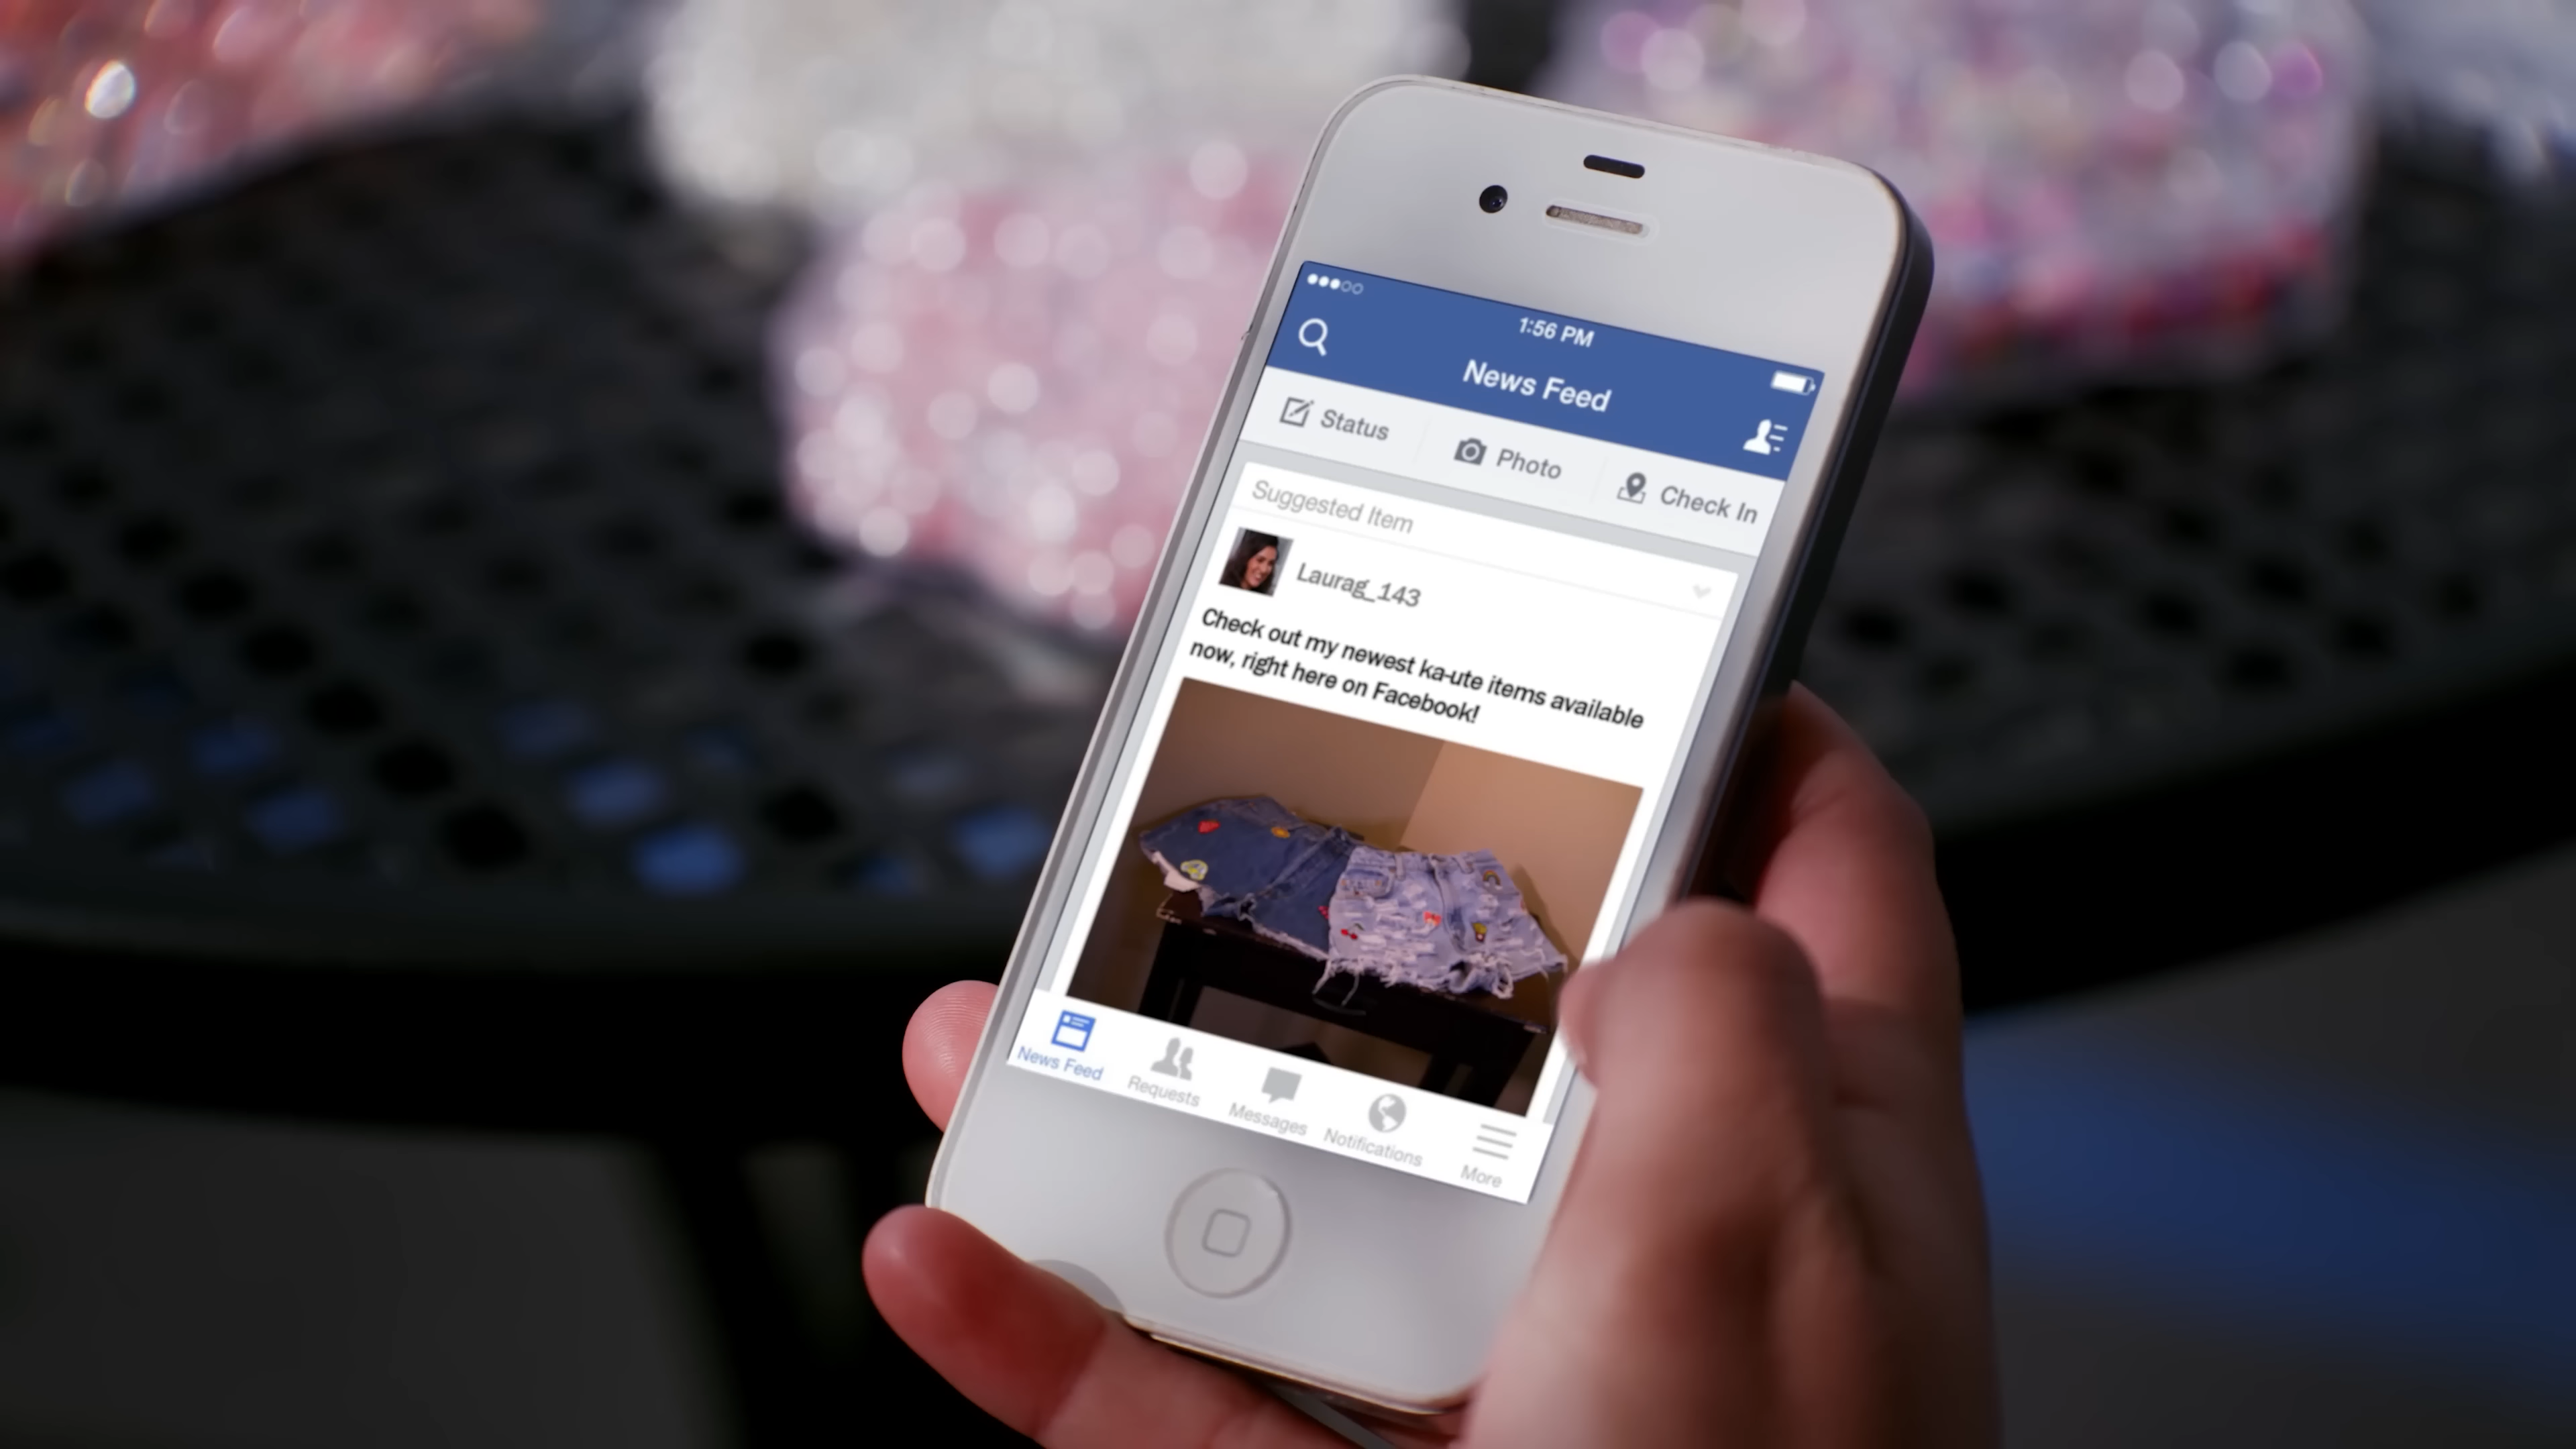 1:56 PM
News Feed
Status
Photo
Check In
Suggested Item
Laurag_143
Check out my newest ka-ute items available
now, right here on Facebook!
News Feed
Requests
Messages
Notifications
More